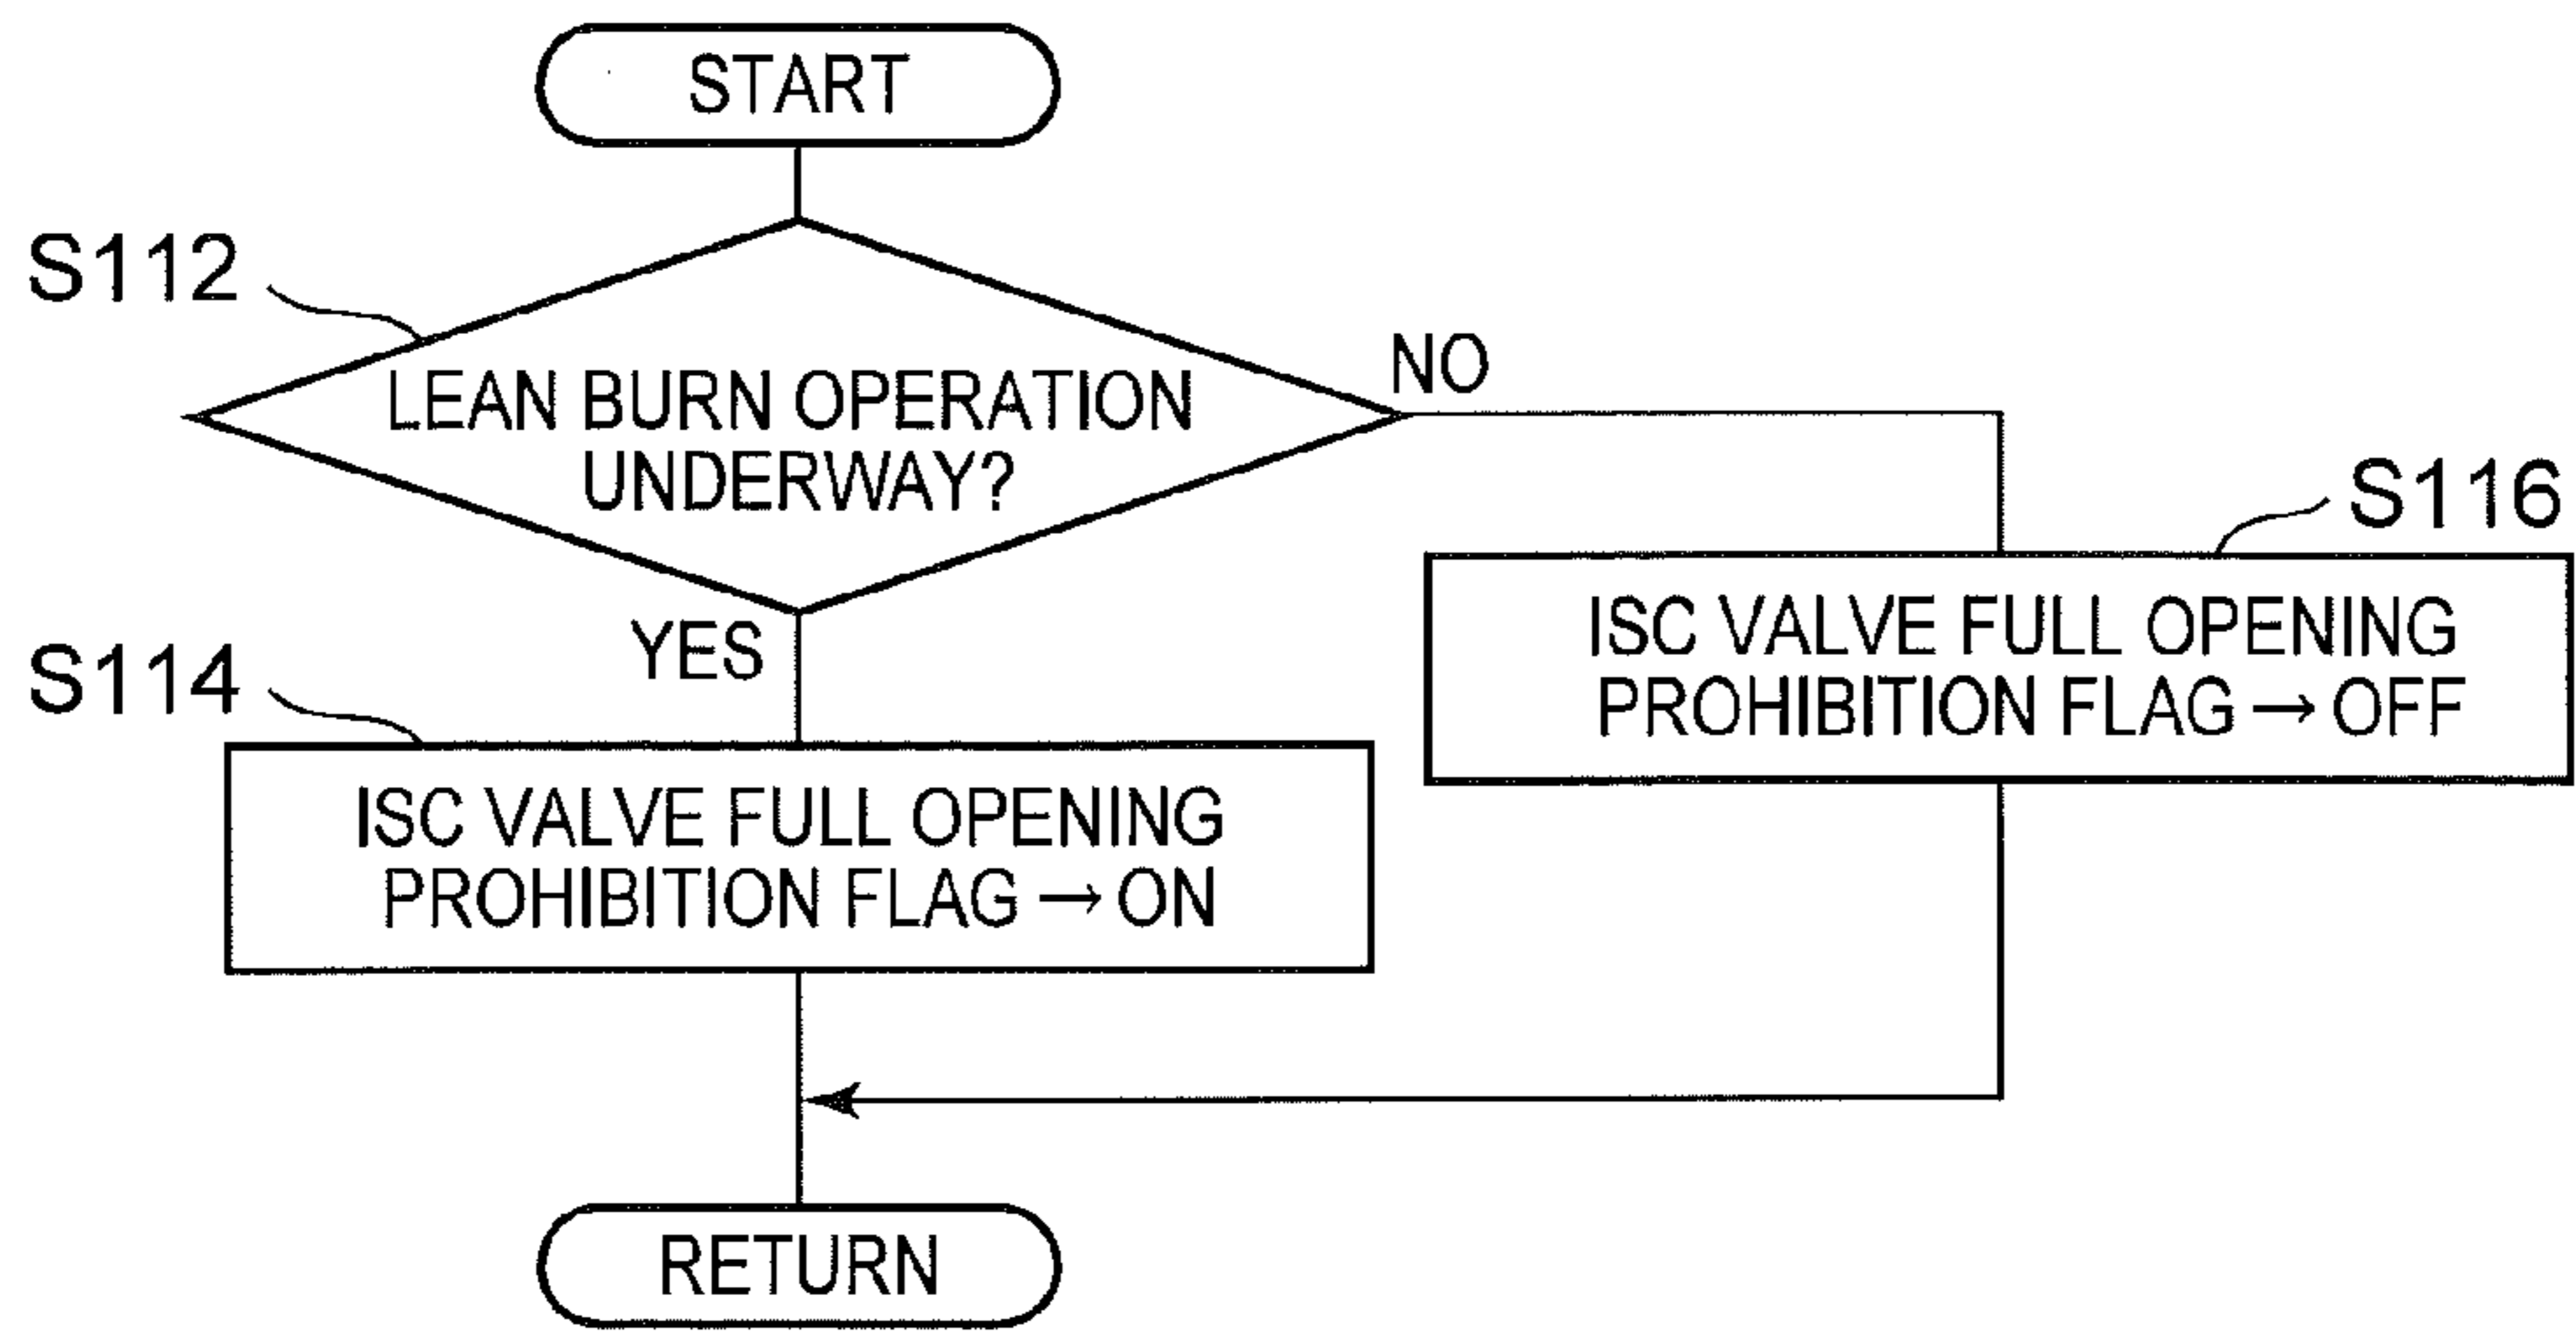 START
S112
LEAN BURN OPERATION
UNDERWAY?
NO
YES
S116
ISC VALVE FULL OPENING
PROHIBITION FLAG → OFF
S114
ISC VALVE FULL OPENING
PROHIBITION FLAG → ON
RETURN